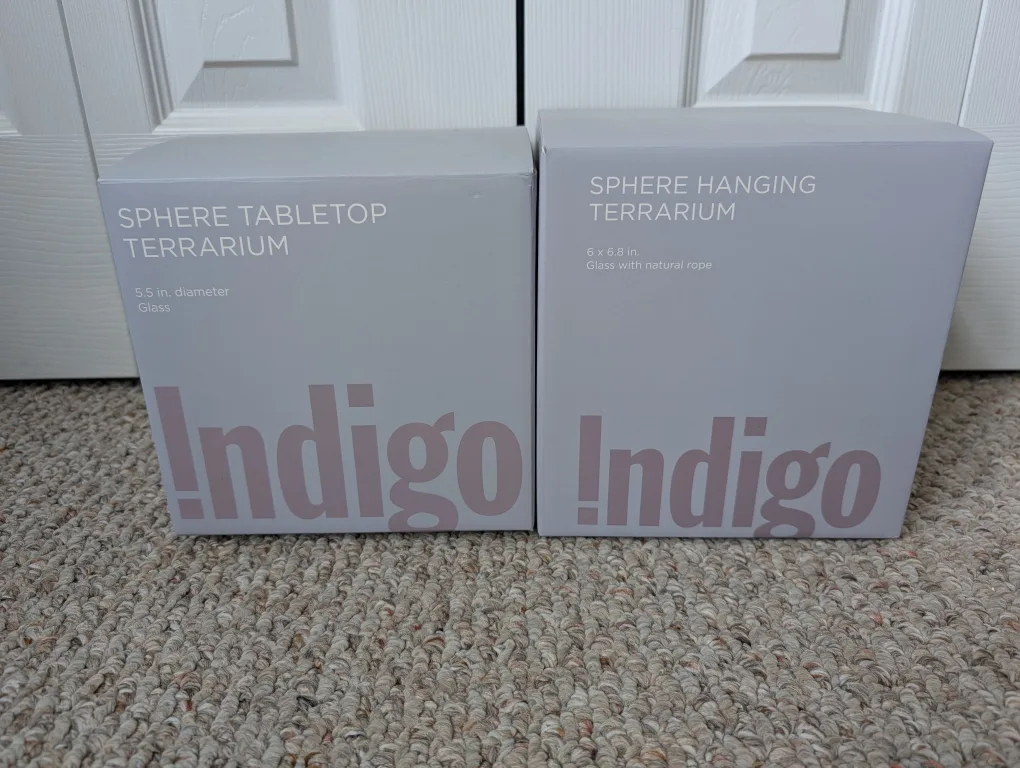 SPHERE TABLETOP
TERRARIUM
5.5 in. diameter
Glass
!ndigo
SPHERE HANGING
TERRARIUM
6 x 6.8 in.
Glass with natural rope
!ndigo